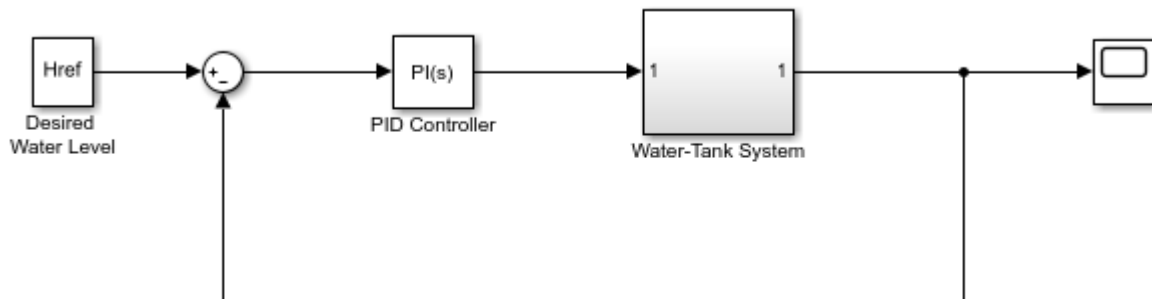 Href
+
−
PI(s)
1
1
Desired
Water Level
PID Controller
Water-Tank System